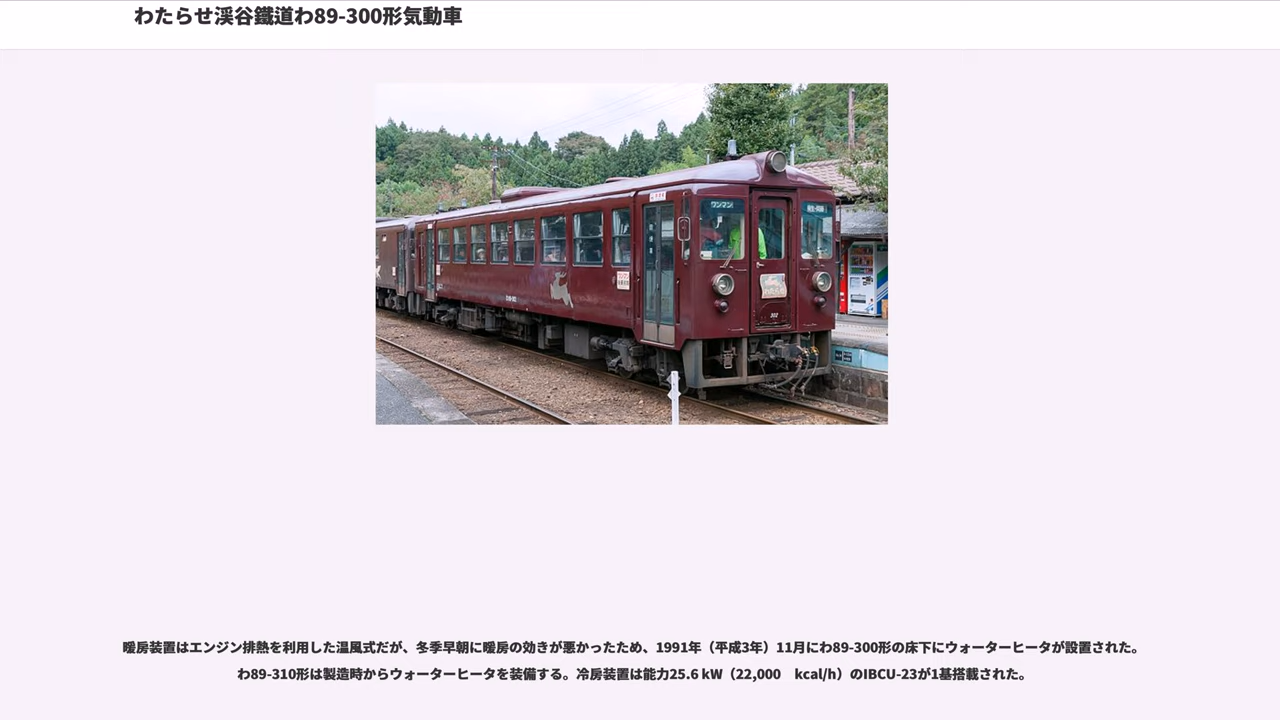 わたらせ渓谷鐵道わ89-300形気動車
ワンマン
302
暖房装置はエンジン排熱を利用した温風式だが、冬季早朝に暖房の効きが悪かったため、1991年（平成3年）11月にわ89-300形の床下にウォーターヒータが設置された。
わ89-310形は製造時からウォーターヒータを装備する。冷房装置は能力25.6 kW（22,000　kcal/h）のIBCU-23が1基搭載された。